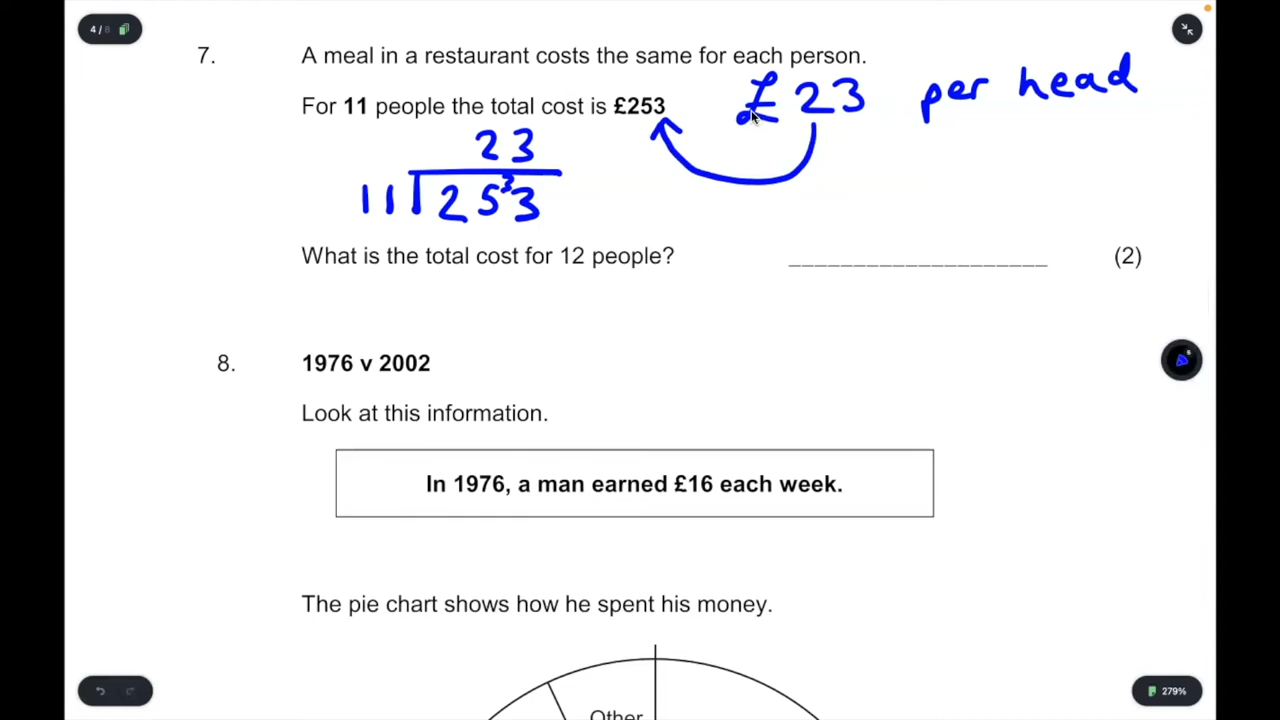 4 / 8
7. A meal in a restaurant costs the same for each person.
For 11 people the total cost is £253
£23 per head
23
11 25³3
What is the total cost for 12 people? ____________________ (2)
8. 1976 v 2002
Look at this information.
In 1976, a man earned £16 each week.
The pie chart shows how he spent his money.
Other
279%